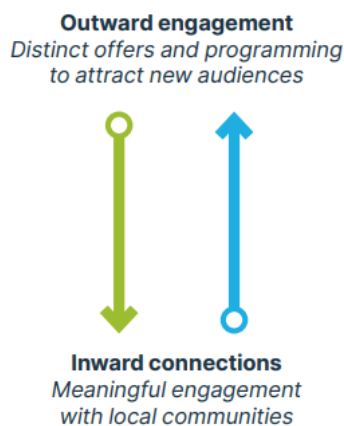 Outward engagement
Distinct offers and programming
to attract new audiences
Inward connections
Meaningful engagement
with local communities